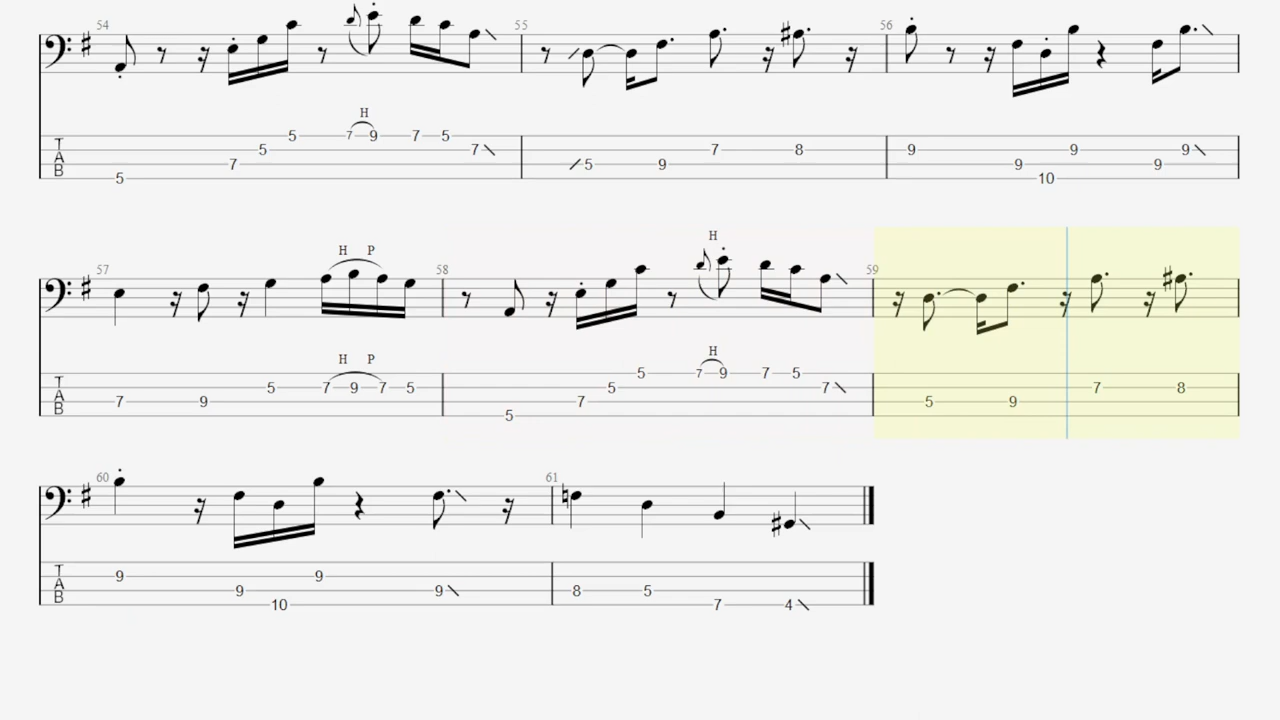 54 55 56
H
5 7 9 7 5
T 5 7 7 8 9 9 9
A 7 5 9 9 9
B 5 10
57 H P 58 H 59
H P H
5 7 9 7 5
T 5 7 9 7 5 5 7 7 8
A 7 9 7 5 9
B 5
60 61
T 9 9
A 9 9 8 5
B 10 7 4